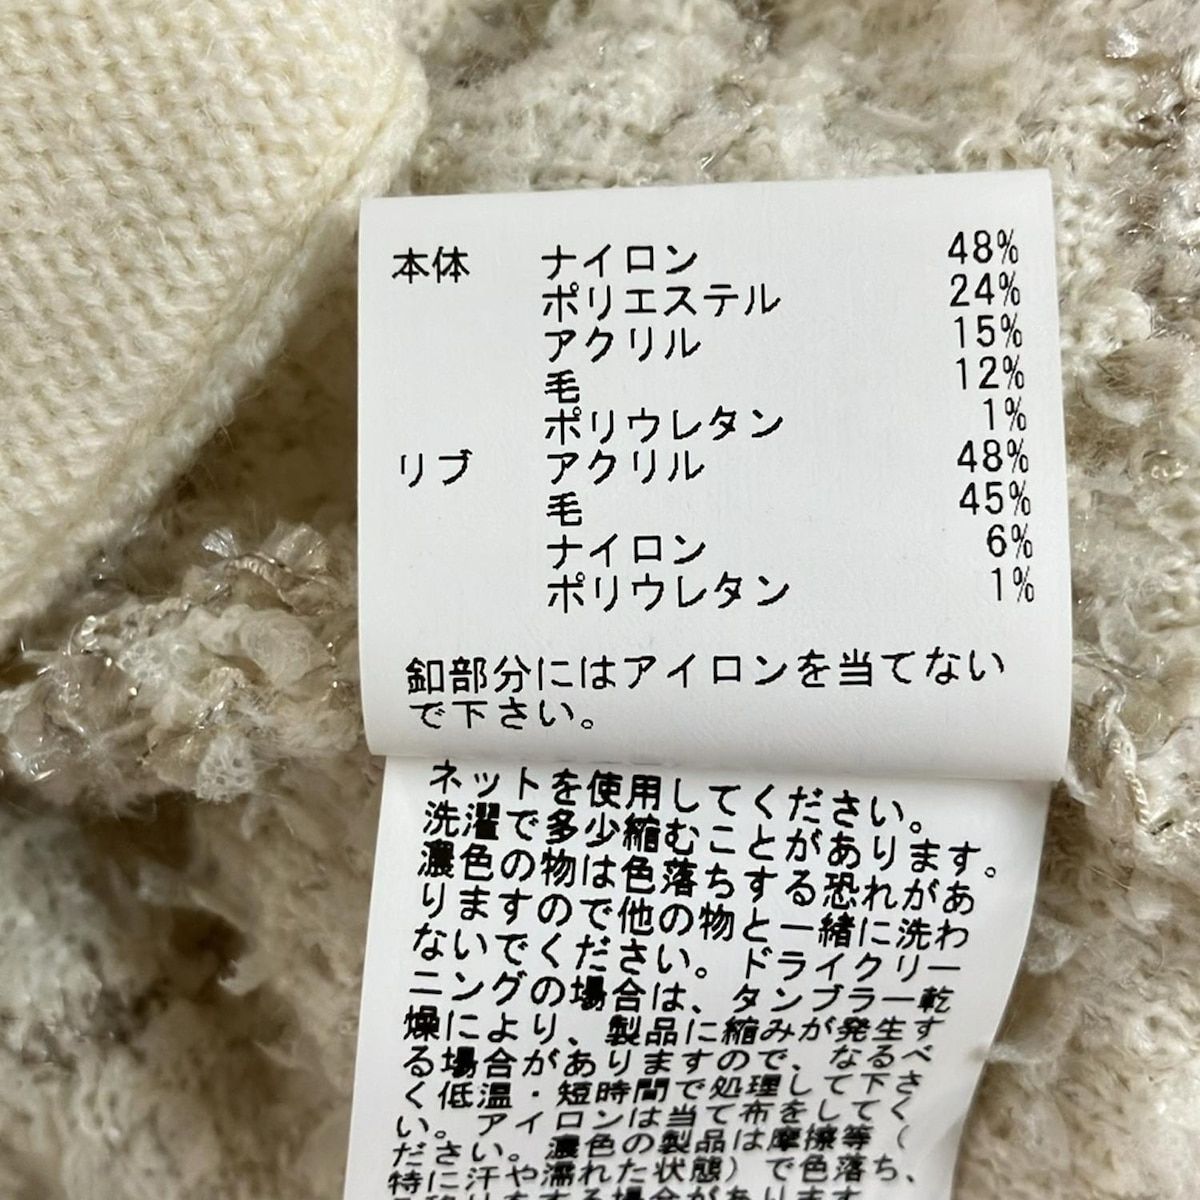 本体 ナイロン 48%
ポリエステル 24%
アクリル 15%
毛 12%
ポリウレタン 1%
リブ アクリル 48%
毛 45%
ナイロン 6%
ポリウレタン 1%
釦部分にはアイロンを当てない
で下さい。
ネットを使用してください。
洗濯で多少縮むことがあります。
濃色の物は色落ちする恐れがあ
りますので他の物と一緒に洗わ
ないでください。ドライクリー
ニングの場合は、タンブラー乾
燥により、製品に縮みが発生す
る場合がありますので、なるべ
く低温・短時間で処理して下さ
い。アイロンは当て布をしてく
ださい。濃色の製品は摩擦等（
特に汗や濡れた状態）で色落ち、
する場合があります